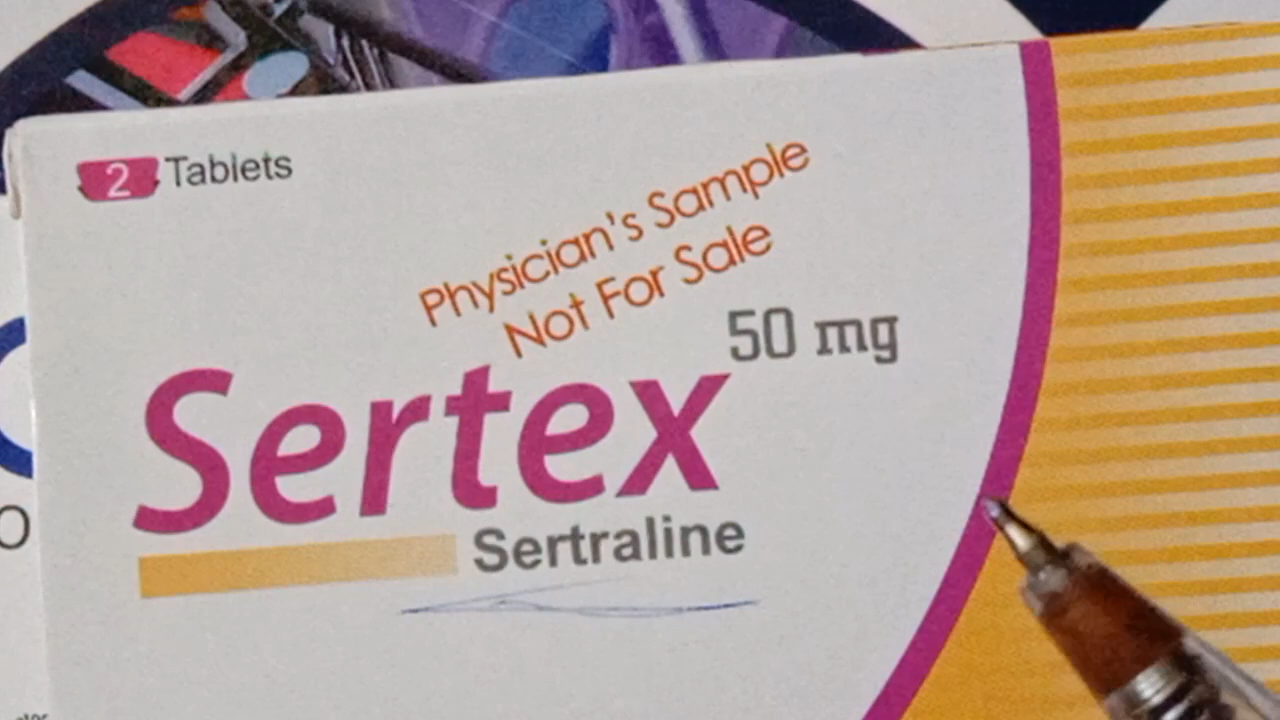 2 Tablets
Physician's Sample
Not For Sale
Sertex 50 mg
Sertraline
O